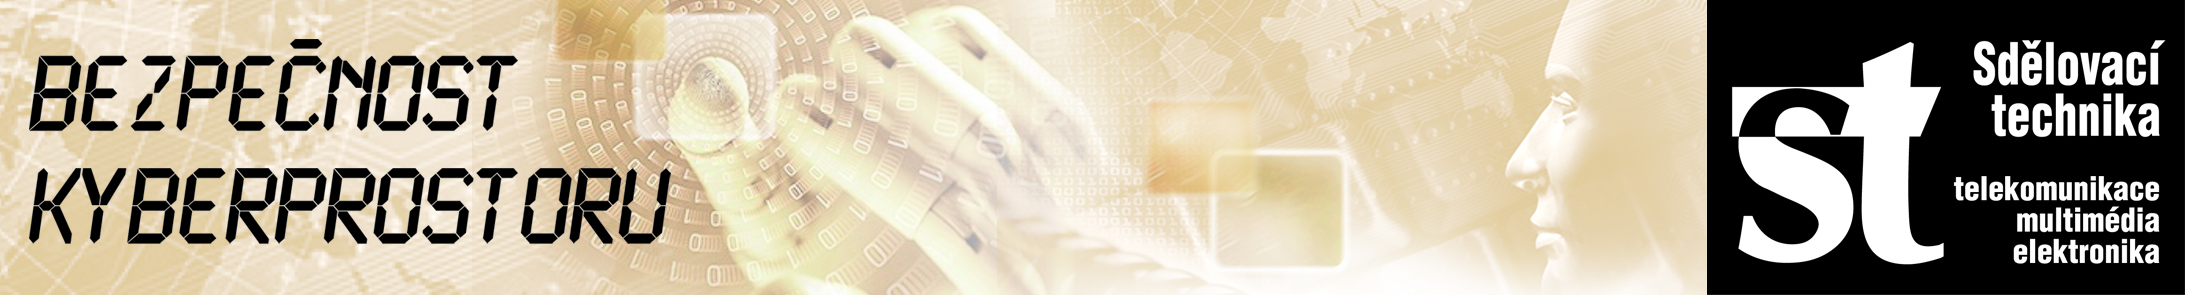 BEZPEČNOST
KYBERPROSTORU
st
Sdělovací
technika
telekomunikace
multimédia
elektronika